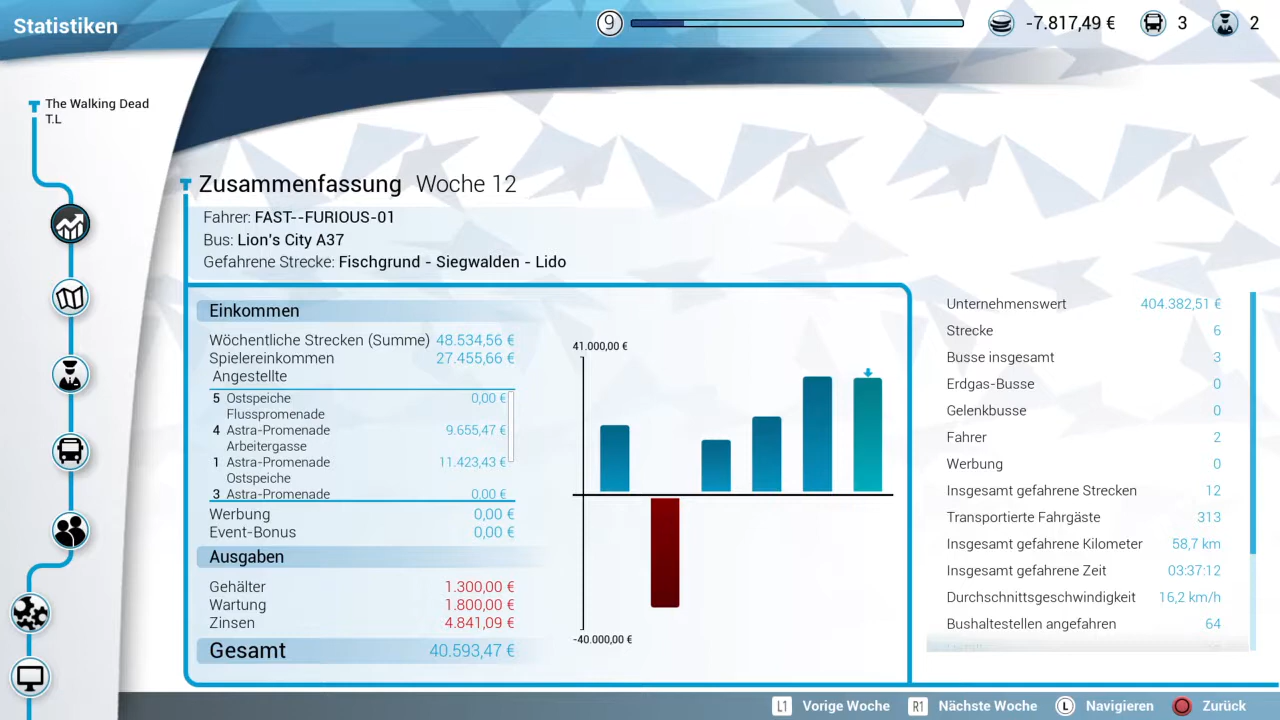 Statistiken
9
-7.817,49 €
3
2
The Walking Dead
T.L
Zusammenfassung Woche 12
Fahrer: FAST--FURIOUS-01
Bus: Lion's City A37
Gefahrene Strecke: Fischgrund - Siegwalden - Lido
Einkommen
Wöchentliche Strecken (Summe) 48.534,56 €
Spielereinkommen 27.455,66 €
Angestellte
5 Ostspeiche 0,00 €
Flusspromenade
4 Astra-Promenade 9.655,47 €
Arbeitergasse
1 Astra-Promenade 11.423,43 €
Ostspeiche
3 Astra-Promenade 0,00 €
Werbung 0,00 €
Event-Bonus 0,00 €
Ausgaben
Gehälter 1.300,00 €
Wartung 1.800,00 €
Zinsen 4.841,09 €
Gesamt 40.593,47 €
41.000,00 €
-40.000,00 €
Unternehmenswert 404.382,51 €
Strecke 6
Busse insgesamt 3
Erdgas-Busse 0
Gelenkbusse 0
Fahrer 2
Werbung 0
Insgesamt gefahrene Strecken 12
Transportierte Fahrgäste 313
Insgesamt gefahrene Kilometer 58,7 km
Insgesamt gefahrene Zeit 03:37:12
Durchschnittsgeschwindigkeit 16,2 km/h
Bushaltestellen angefahren 64
L1 Vorige Woche R1 Nächste Woche L Navigieren Zurück